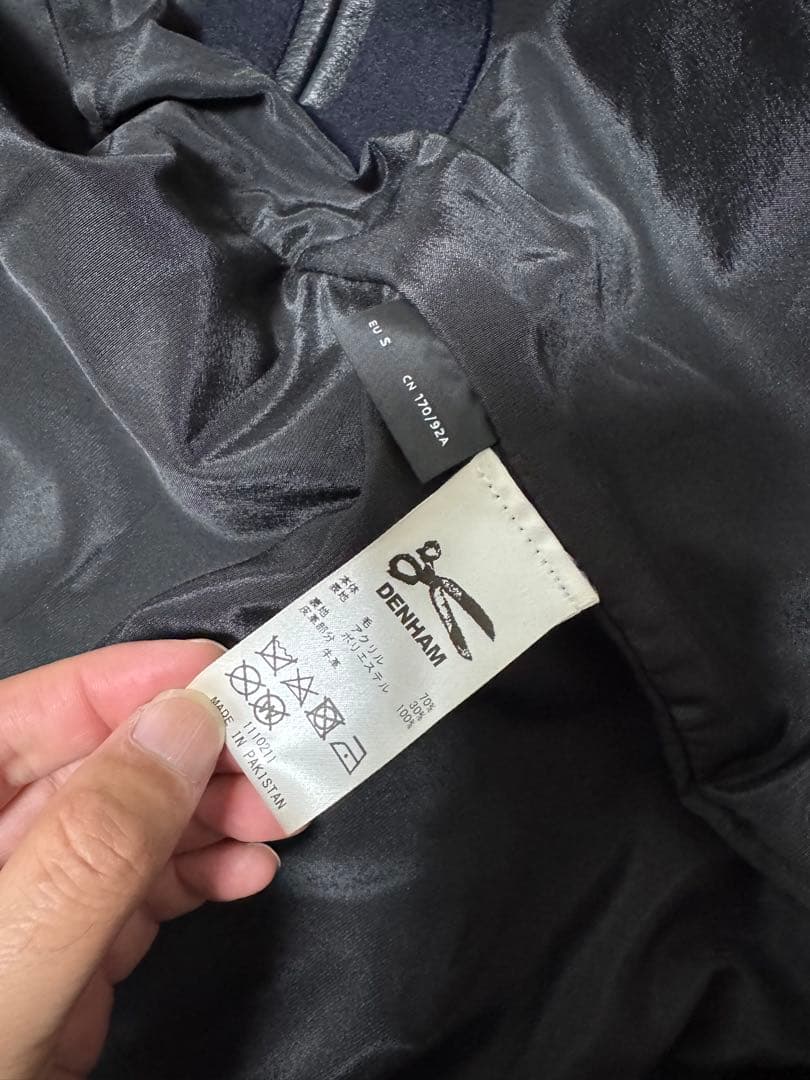 EU S
CN 170/92A
DENHAM
本体
表地 毛 70%
アクリル 30%
裏地 ポリエステル 100%
皮革部分 牛革
1110211
MADE IN PAKISTAN